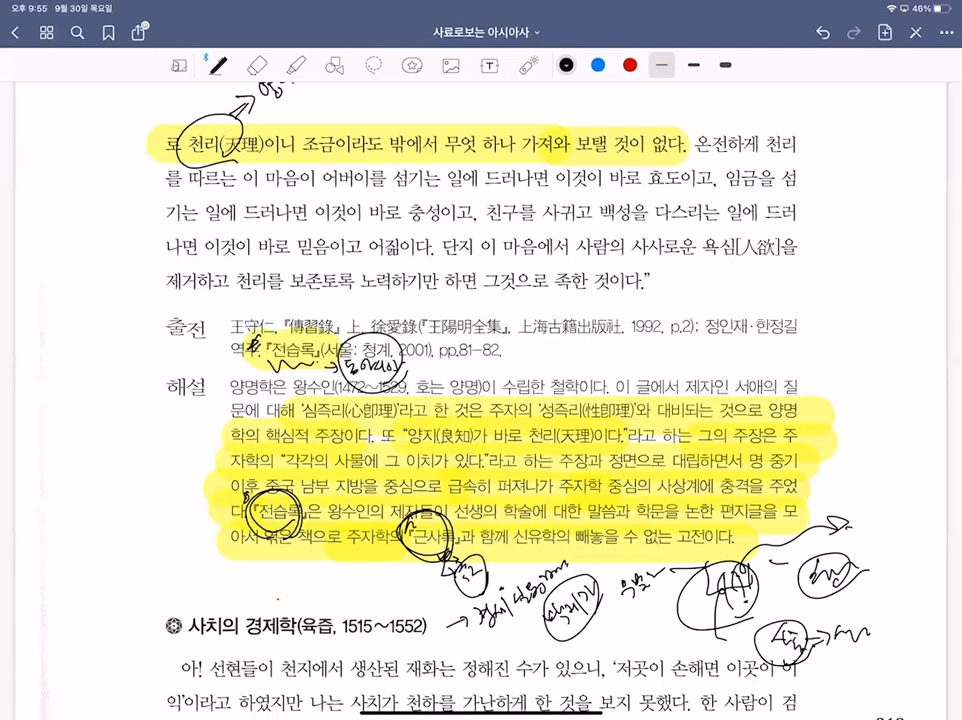 오후 9:55 9월 30일 목요일
46%
사료로보는 아시아사
로 천리(天理)이니 조금이라도 밖에서 무엇 하나 가져와 보탤 것이 없다. 온전하게 천리
를 따르는 이 마음이 어버이를 섬기는 일에 드러나면 이것이 바로 효도이고, 임금을 섬
기는 일에 드러나면 이것이 바로 충성이고, 친구를 사귀고 백성을 다스리는 일에 드러
나면 이것이 바로 믿음이고 어짊이다. 단지 이 마음에서 사람의 사사로운 욕심[人欲]을
제거하고 천리를 보존토록 노력하기만 하면 그것으로 족한 것이다.”
출전 王守仁, 『傳習錄』 上, 徐愛錄(『王陽明全集』, 上海古籍出版社, 1992, p.2); 정인재·한정길
역주, 『전습록』(서울: 청계, 2001), pp.81~82.
해설 양명학은 왕수인(1472~1529, 호는 양명)이 수립한 철학이다. 이 글에서 제자인 서애의 질
문에 대해 ‘심즉리(心卽理)’라고 한 것은 주자의 ‘성즉리(性卽理)’와 대비되는 것으로 양명
학의 핵심적 주장이다. 또 “양지(良知)가 바로 천리(天理)이다.”라고 하는 그의 주장은 주
자학의 “각각의 사물에 그 이치가 있다.”라고 하는 주장과 정면으로 대립하면서 명 중기
이후 중국 남부 지방을 중심으로 급속히 퍼져나가 주자학 중심의 사상계에 충격을 주었
다. 『전습록』은 왕수인의 제자들이 선생의 학술에 대한 말씀과 학문을 논한 편지글을 모
아서 엮은 책으로 주자학의 『근사록』과 함께 신유학의 빼놓을 수 없는 고전이다.
사치의 경제학(육즙, 1515~1552)
아! 선현들이 천지에서 생산된 재화는 정해진 수가 있으니, ‘저곳이 손해면 이곳이 이
익’이라고 하였지만 나는 사치가 천하를 가난하게 한 것을 보지 못했다. 한 사람이 검